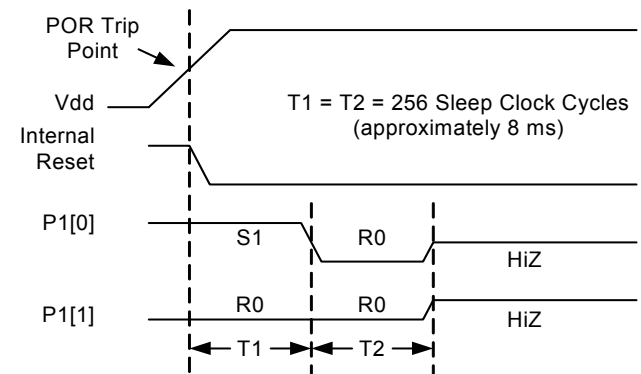 POR Trip
Point
Vdd
T1 = T2 = 256 Sleep Clock Cycles
(approximately 8 ms)
Internal
Reset
P1[0]
S1
R0
HiZ
P1[1]
R0
R0
HiZ
T1
T2